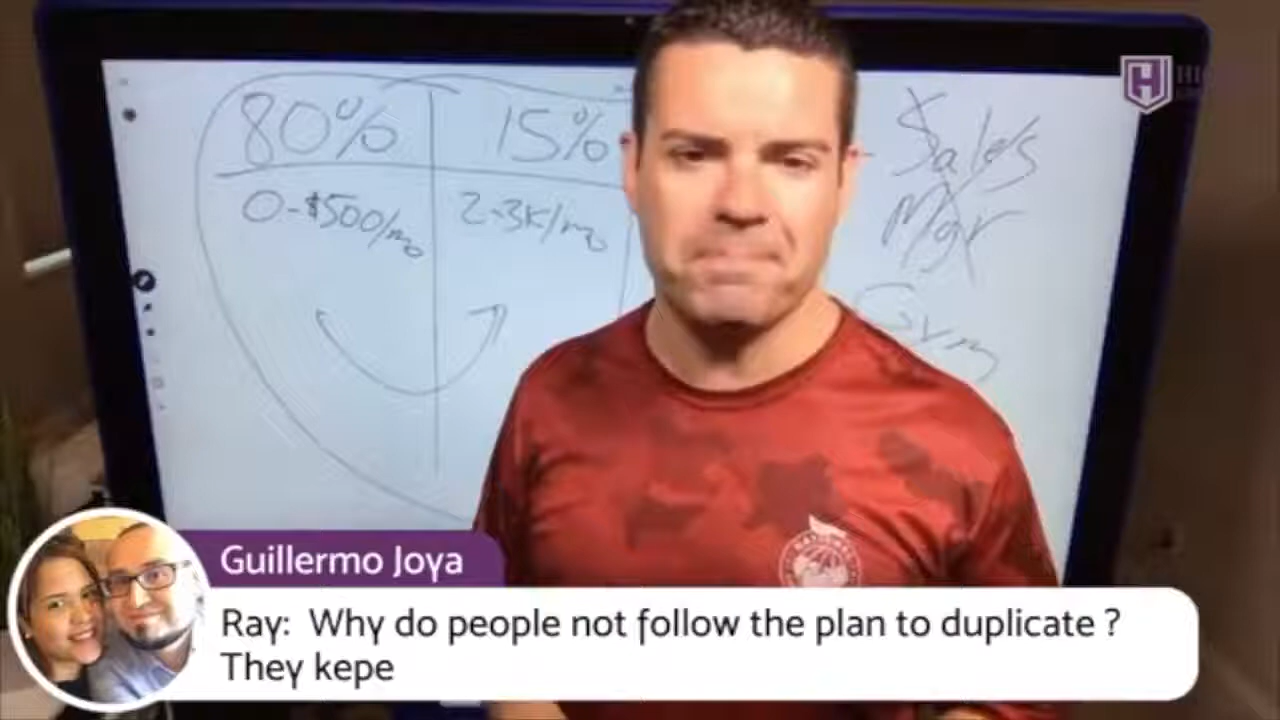 80% 15%
0-$500/mo 2-3K/mo
Sales
Mgr
Gym
Guillermo Joya
Ray: Why do people not follow the plan to duplicate ?
They kepe